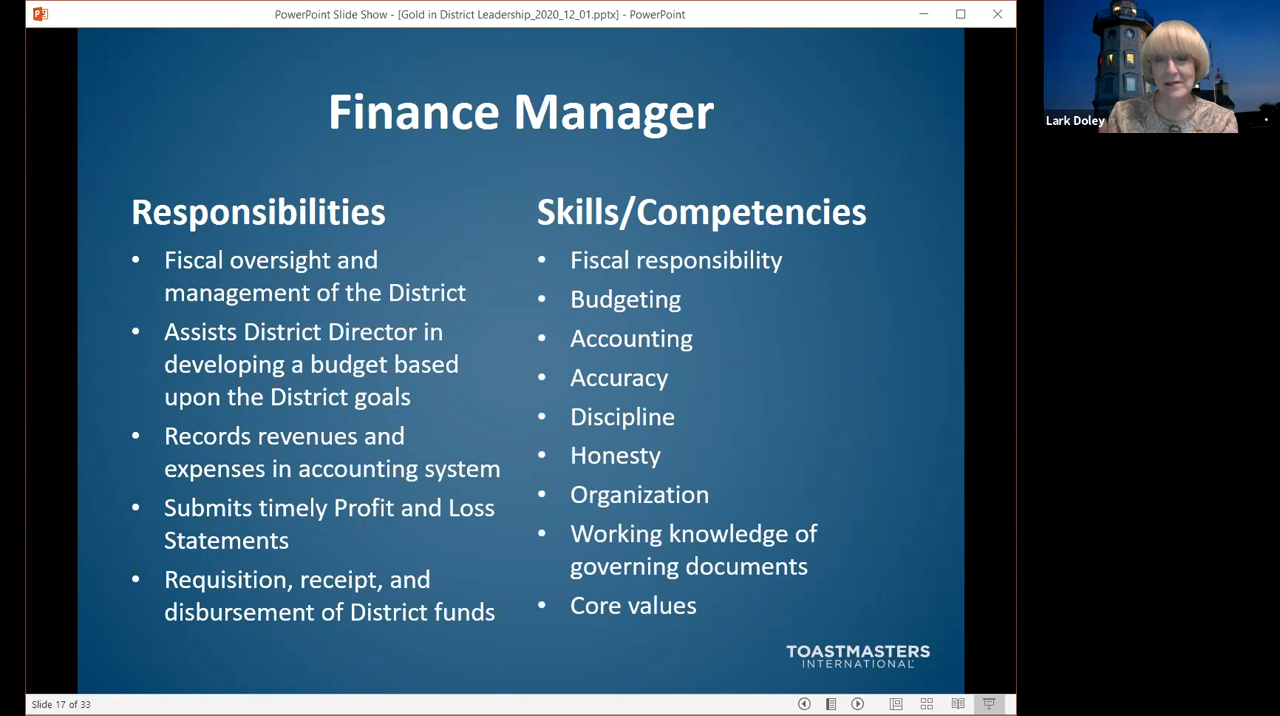 PowerPoint Slide Show - [Gold in District Leadership_2020_12_01.pptx] - PowerPoint
Finance Manager
Responsibilities
• Fiscal oversight and
management of the District
• Assists District Director in
developing a budget based
upon the District goals
• Records revenues and
expenses in accounting system
• Submits timely Profit and Loss
Statements
• Requisition, receipt, and
disbursement of District funds
Skills/Competencies
• Fiscal responsibility
• Budgeting
• Accounting
• Accuracy
• Discipline
• Honesty
• Organization
• Working knowledge of
governing documents
• Core values
TOASTMASTERS
INTERNATIONAL
Slide 17 of 33
Lark Doley